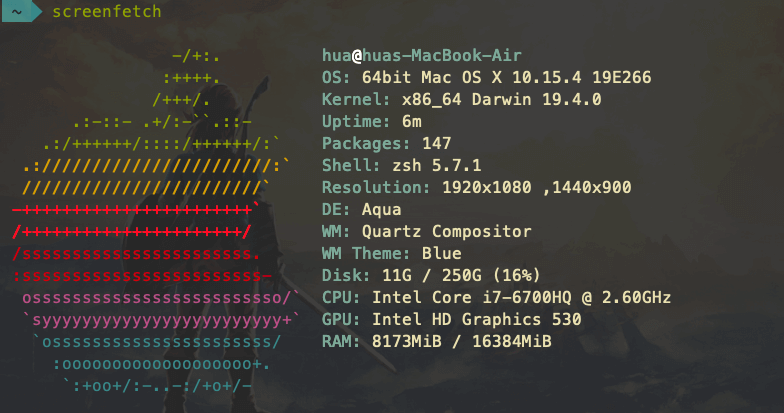 ~ screenfetch
-/+:. hua@huas-MacBook-Air
:++++. OS: 64bit Mac OS X 10.15.4 19E266
/+++/. Kernel: x86_64 Darwin 19.4.0
.:-::- .+/:-``.::- Uptime: 6m
.:/++++++/::::/++++++/:` Packages: 147
.:///////////////////////:` Shell: zsh 5.7.1
////////////////////////` Resolution: 1920x1080 ,1440x900
-+++++++++++++++++++++++` DE: Aqua
/++++++++++++++++++++++/ WM: Quartz Compositor
/sssssssssssssssssssssss. WM Theme: Blue
:ssssssssssssssssssssssss- Disk: 11G / 250G (16%)
osssssssssssssssssssssssso/` CPU: Intel Core i7-6700HQ @ 2.60GHz
`syyyyyyyyyyyyyyyyyyyyyyyy+` GPU: Intel HD Graphics 530
`ossssssssssssssssssssss/ RAM: 8173MiB / 16384MiB
:ooooooooooooooooooo+.
`:+oo+/:-..-:/+o+/-